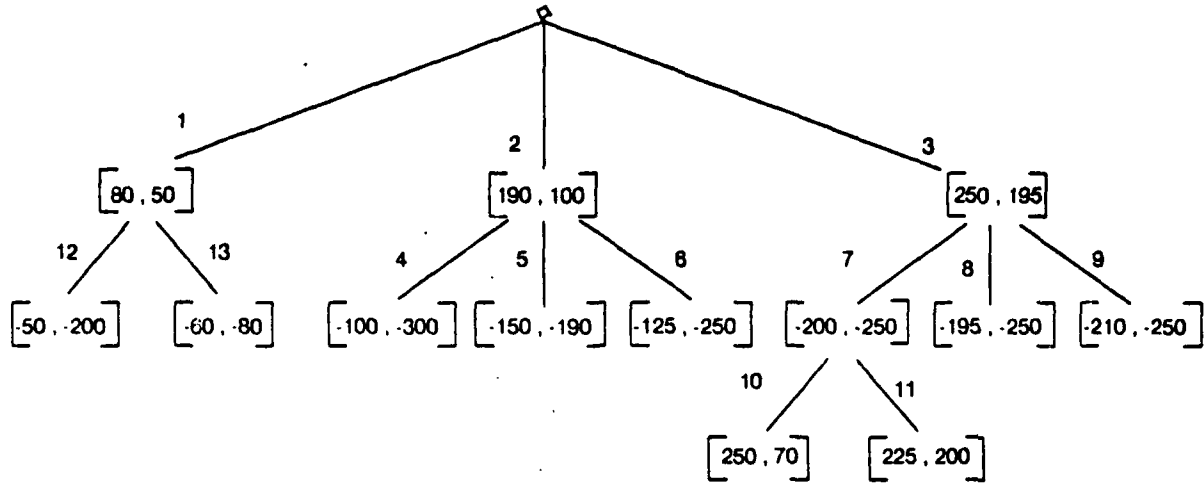 1 2 3
[80 , 50] [190 , 100] [250 , 195]
12 13 4 5 6 7 8 9
[-50 , -200] [-60 , -80] [-100 , -300] [-150 , -190] [-125 , -250] [-200 , -250] [-195 , -250] [-210 , -250]
10 11
[250 , 70] [225 , 200]